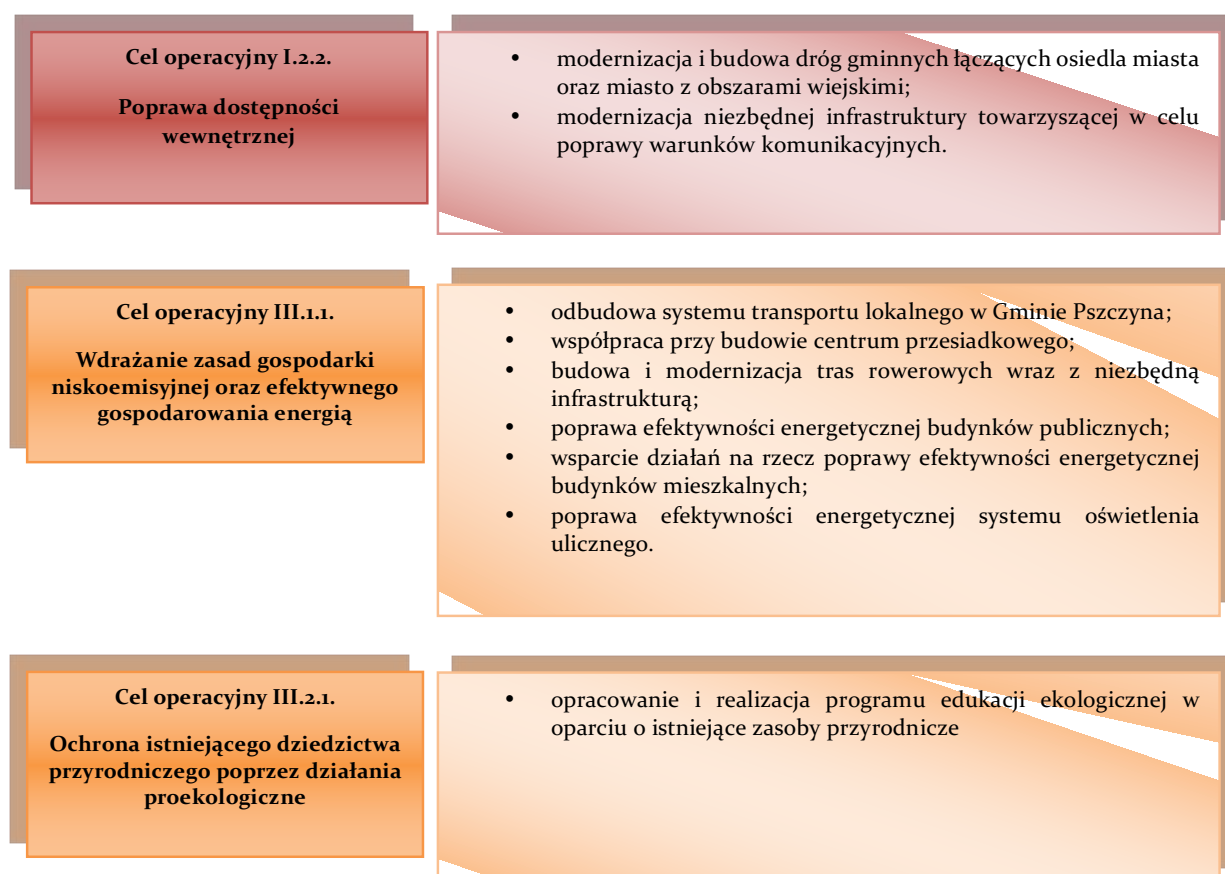 Cel operacyjny I.2.2.
Poprawa dostępności
wewnętrznej
• modernizacja i budowa dróg gminnych łączących osiedla miasta
oraz miasto z obszarami wiejskimi;
• modernizacja niezbędnej infrastruktury towarzyszącej w celu
poprawy warunków komunikacyjnych.
Cel operacyjny III.1.1.
Wdrażanie zasad gospodarki
niskoemisyjnej oraz efektywnego
gospodarowania energią
• odbudowa systemu transportu lokalnego w Gminie Pszczyna;
• współpraca przy budowie centrum przesiadkowego;
• budowa i modernizacja tras rowerowych wraz z niezbędną
infrastrukturą;
• poprawa efektywności energetycznej budynków publicznych;
• wsparcie działań na rzecz poprawy efektywności energetycznej
budynków mieszkalnych;
• poprawa efektywności energetycznej systemu oświetlenia
ulicznego.
Cel operacyjny III.2.1.
Ochrona istniejącego dziedzictwa
przyrodniczego poprzez działania
proekologiczne
• opracowanie i realizacja programu edukacji ekologicznej w
oparciu o istniejące zasoby przyrodnicze